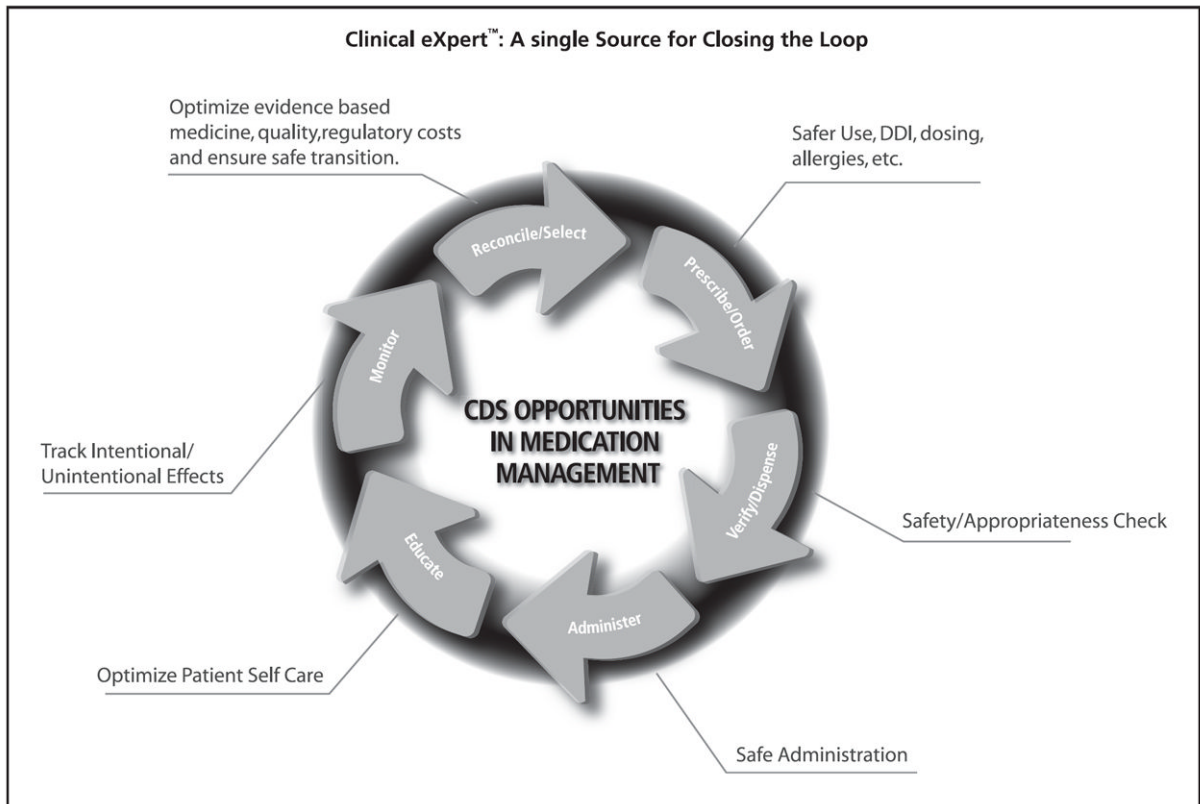 Clinical eXpert™: A single Source for Closing the Loop
Optimize evidence based
medicine, quality,regulatory costs
and ensure safe transition.
Safer Use, DDI, dosing,
allergies, etc.
Reconcile/Select
Prescribe/Order
Monitor
CDS OPPORTUNITIES
IN MEDICATION
MANAGEMENT
Track Intentional/
Unintentional Effects
Verify/Dispense
Safety/Appropriateness Check
Educate
Administer
Optimize Patient Self Care
Safe Administration